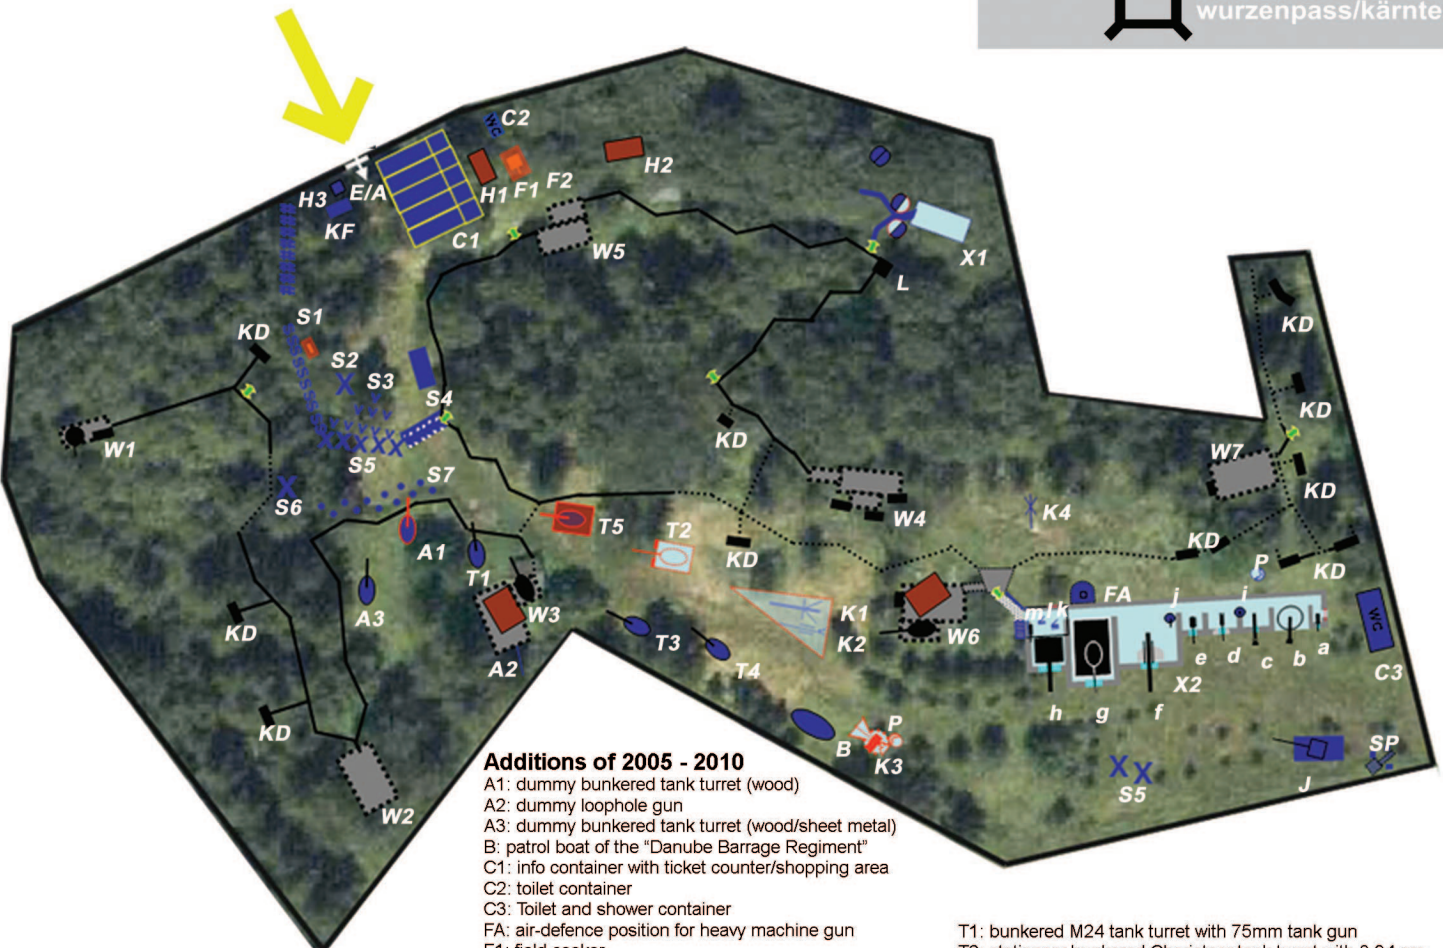 wurzenpass/kärnte
C2
WC
H2
H1
F1
F2
E/A
H3
KF
C1
W5
X1
L
S1
KD
S2
S3
S4
KD
W1
S5
S7
S6
KD
W7
KD
KD
KD
W4
K4
T5
T2
A1
T1
KD
KD
P
KD
A3
W3
KD
K1
K2
W6
m l k
FA
j
i
WC
T3
T4
A2
e
d
c
b
a
X2
C3
h
g
f
KD
B
P
K3
S5
J
SP
W2
Additions of 2005 - 2010
A1: dummy bunkered tank turret (wood)
A2: dummy loophole gun
A3: dummy bunkered tank turret (wood/sheet metal)
B: patrol boat of the “Danube Barrage Regiment”
C1: info container with ticket counter/shopping area
C2: toilet container
C3: Toilet and shower container
FA: air-defence position for heavy machine gun
T1: bunkered M24 tank turret with 75mm tank gun